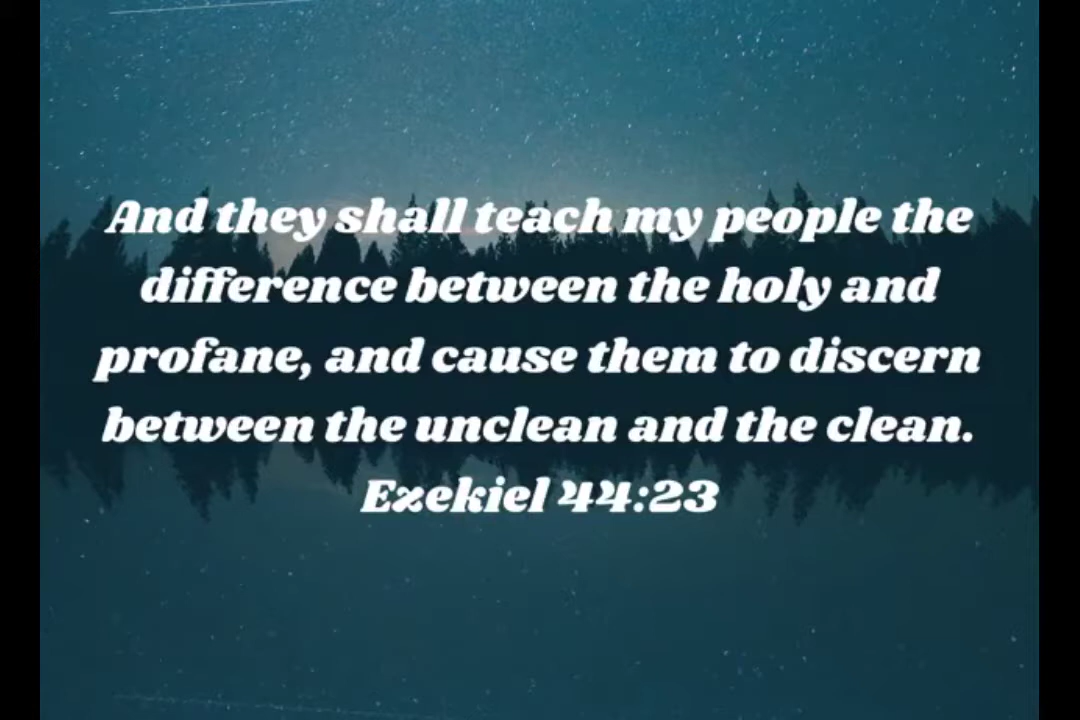 And they shall teach my people the
difference between the holy and
profane, and cause them to discern
between the unclean and the clean.
Ezekiel 44:23